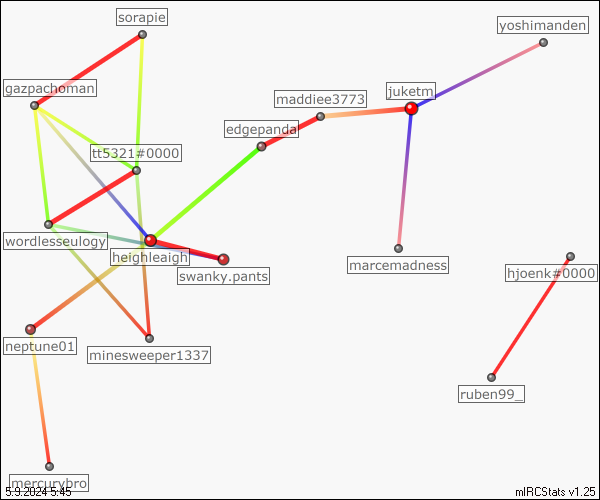 sorapie
yoshimanden
gazpachoman
juketm
maddiee3773
edgepanda
tt5321#0000
wordlesseulogy
heighleaigh
swanky.pants
marcemadness
hjoenk#0000
neptune01
minesweeper1337
ruben99_
mercurybro
5.9.2024 5:45
mIRCStats v1.25